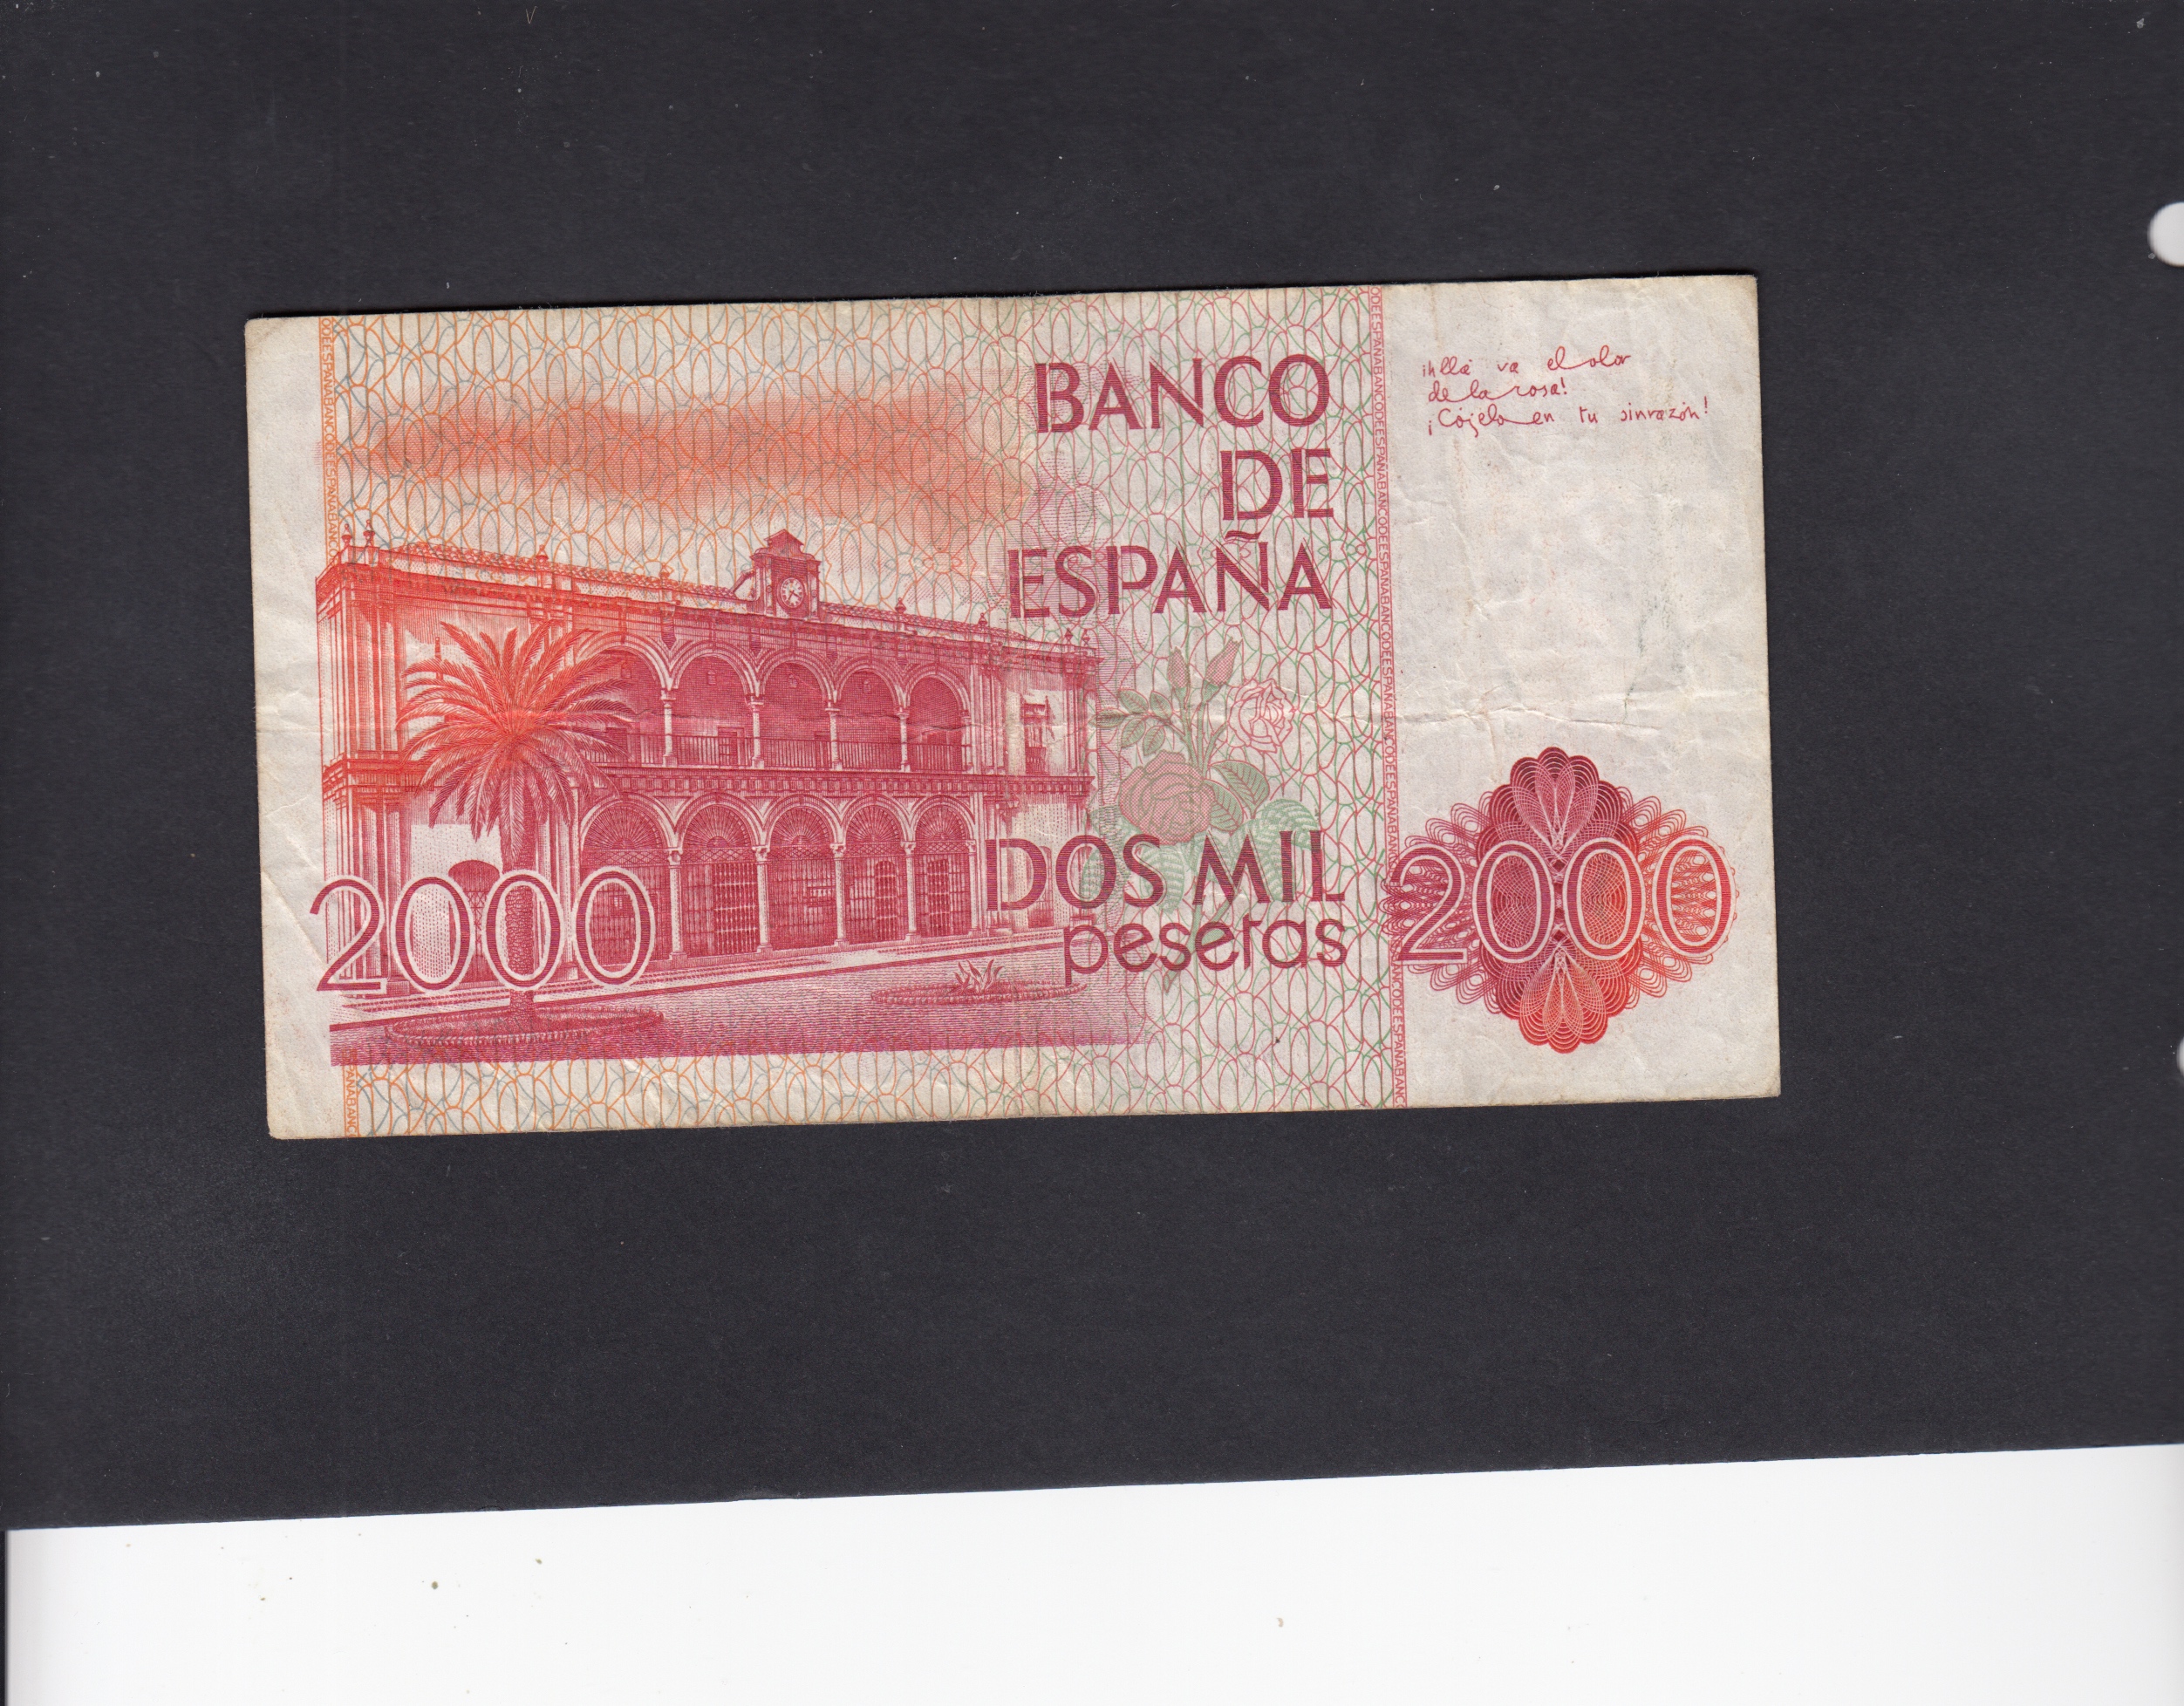 BANCO
DE
ESPAÑA
¡Allá va el olor
de la rosa!
¡Cójelo en tu sinrazón!
2000
DOS MIL
pesetas
2000